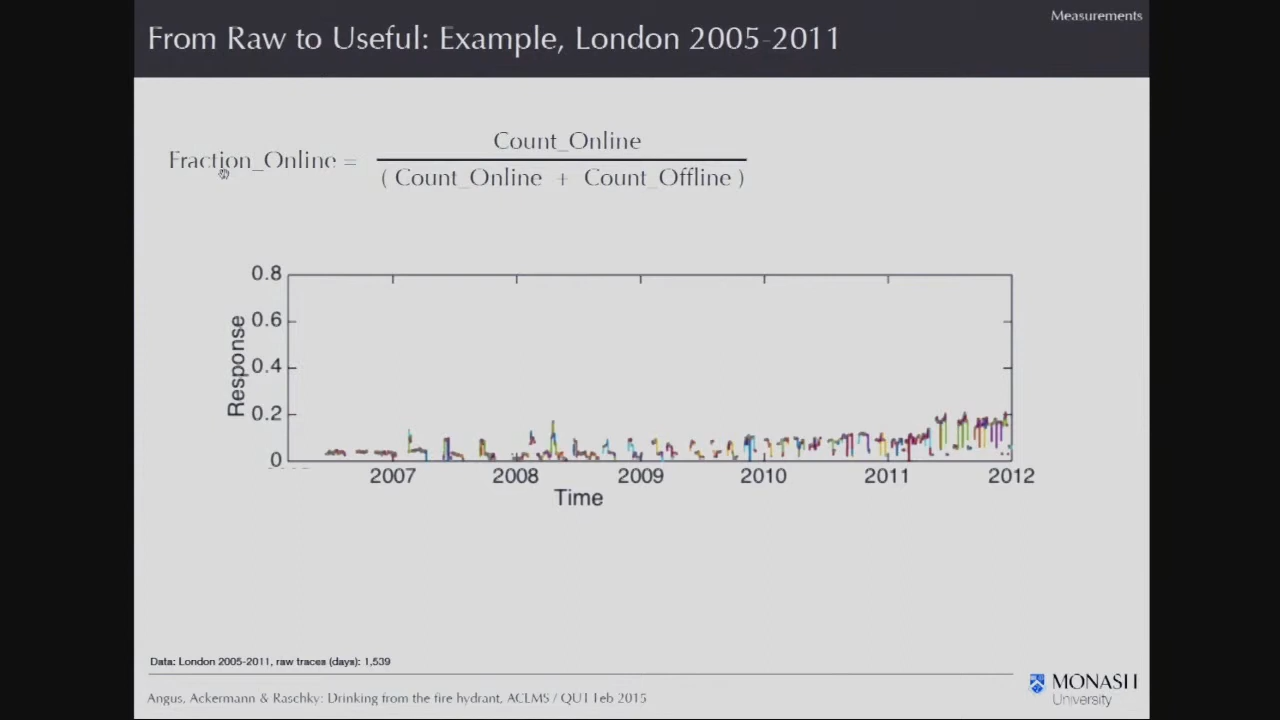 Measurements
From Raw to Useful: Example, London 2005-2011
Count_Online
Fraction_Online =
( Count_Online + Count_Offline )
0.8
0.6
0.4
0.2
0
Response
2007 2008 2009 2010 2011 2012
Time
Data: London 2005-2011, raw traces (days): 1,539
Angus, Ackermann & Raschky: Drinking from the fire hydrant, ACLMS / QUT Feb 2015
MONASH
University